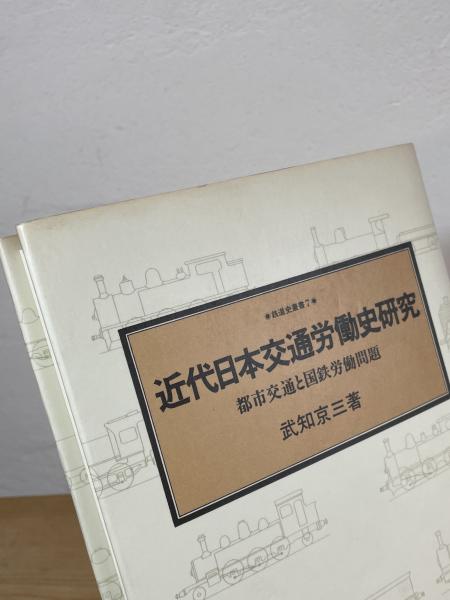 ＊鉄道史叢書7＊
近代日本交通労働史研究
都市交通と国鉄労働問題
武知京三著